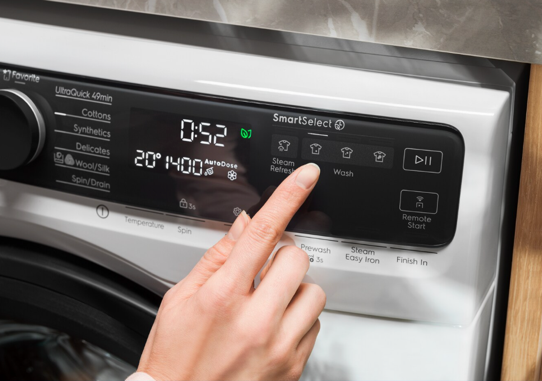 Favorite
UltraQuick 49min
Cottons
Synthetics
Delicates
Wool/Silk
Spin/Drain
0:52
20° 1400 AutoDose
SmartSelect
Steam
Refresh
Wash
Remote
Start
3s
Temperature
Spin
Prewash
3s
Steam
Easy Iron
Finish In